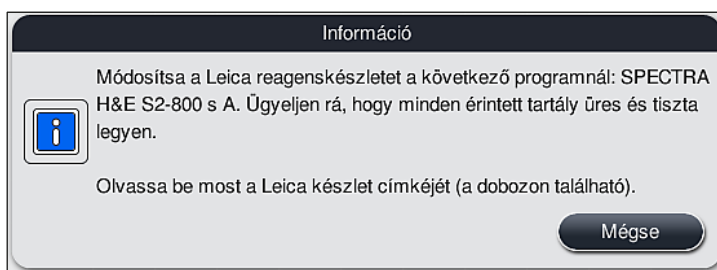 Információ
Módosítsa a Leica reagenskészletet a következő programnál: SPECTRA
H&E S2-800 s A. Ügyeljen rá, hogy minden érintett tartály üres és tiszta
legyen.
Olvassa be most a Leica készlet címkéjét (a dobozon található).
Mégse